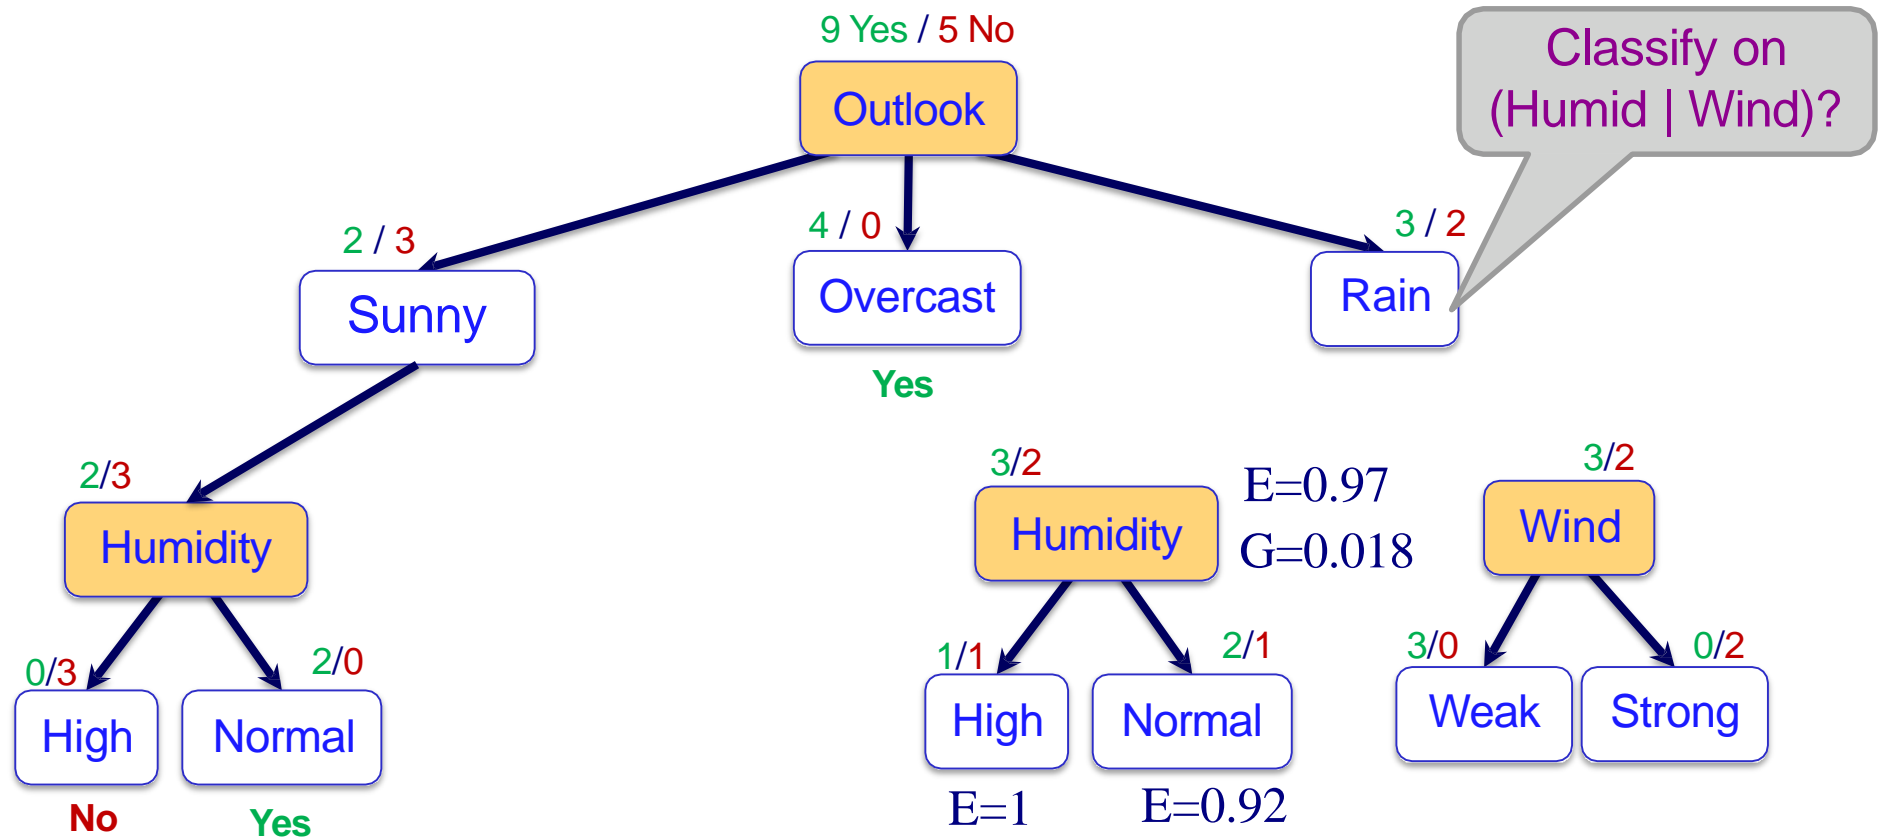 9 Yes / 5 No
Outlook
Classify on
(Humid | Wind)?
2 / 3
4 / 0
3 / 2
Sunny
Overcast
Rain
Yes
2/3
Humidity
0/3
2/0
High
Normal
No
Yes
3/2
Humidity
E=0.97
G=0.018
1/1
2/1
High
Normal
E=1
E=0.92
3/2
Wind
3/0
0/2
Weak
Strong